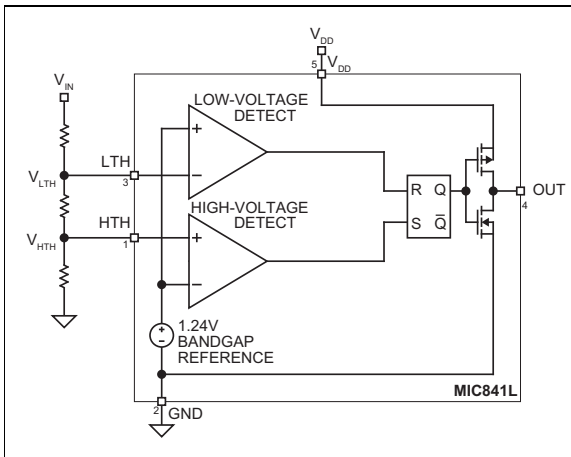 VDD
5 VDD
VIN
LOW-VOLTAGE
DETECT
+
LTH
VLTH
3
−
HIGH-VOLTAGE
DETECT
R Q
OUT
4
HTH
VHTH
1
+
S Q̅
−
+
−
1.24V
BANDGAP
REFERENCE
MIC841L
2 GND